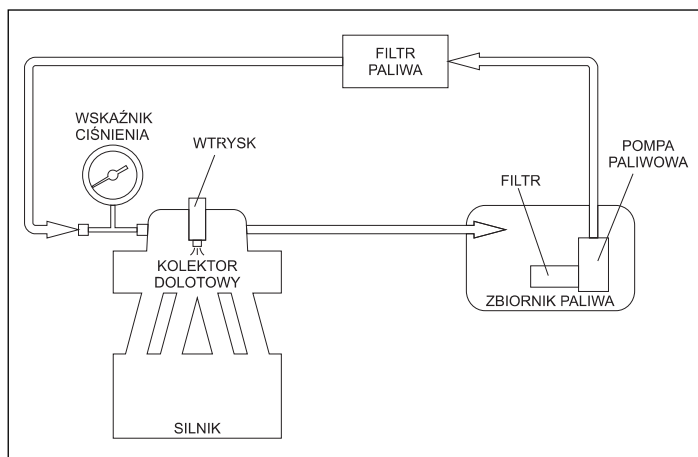 FILTR
PALIWA
WSKAŹNIK
CIŚNIENIA
WTRYSK
POMPA
PALIWOWA
FILTR
KOLEKTOR
DOLOTOWY
ZBIORNIK PALIWA
SILNIK